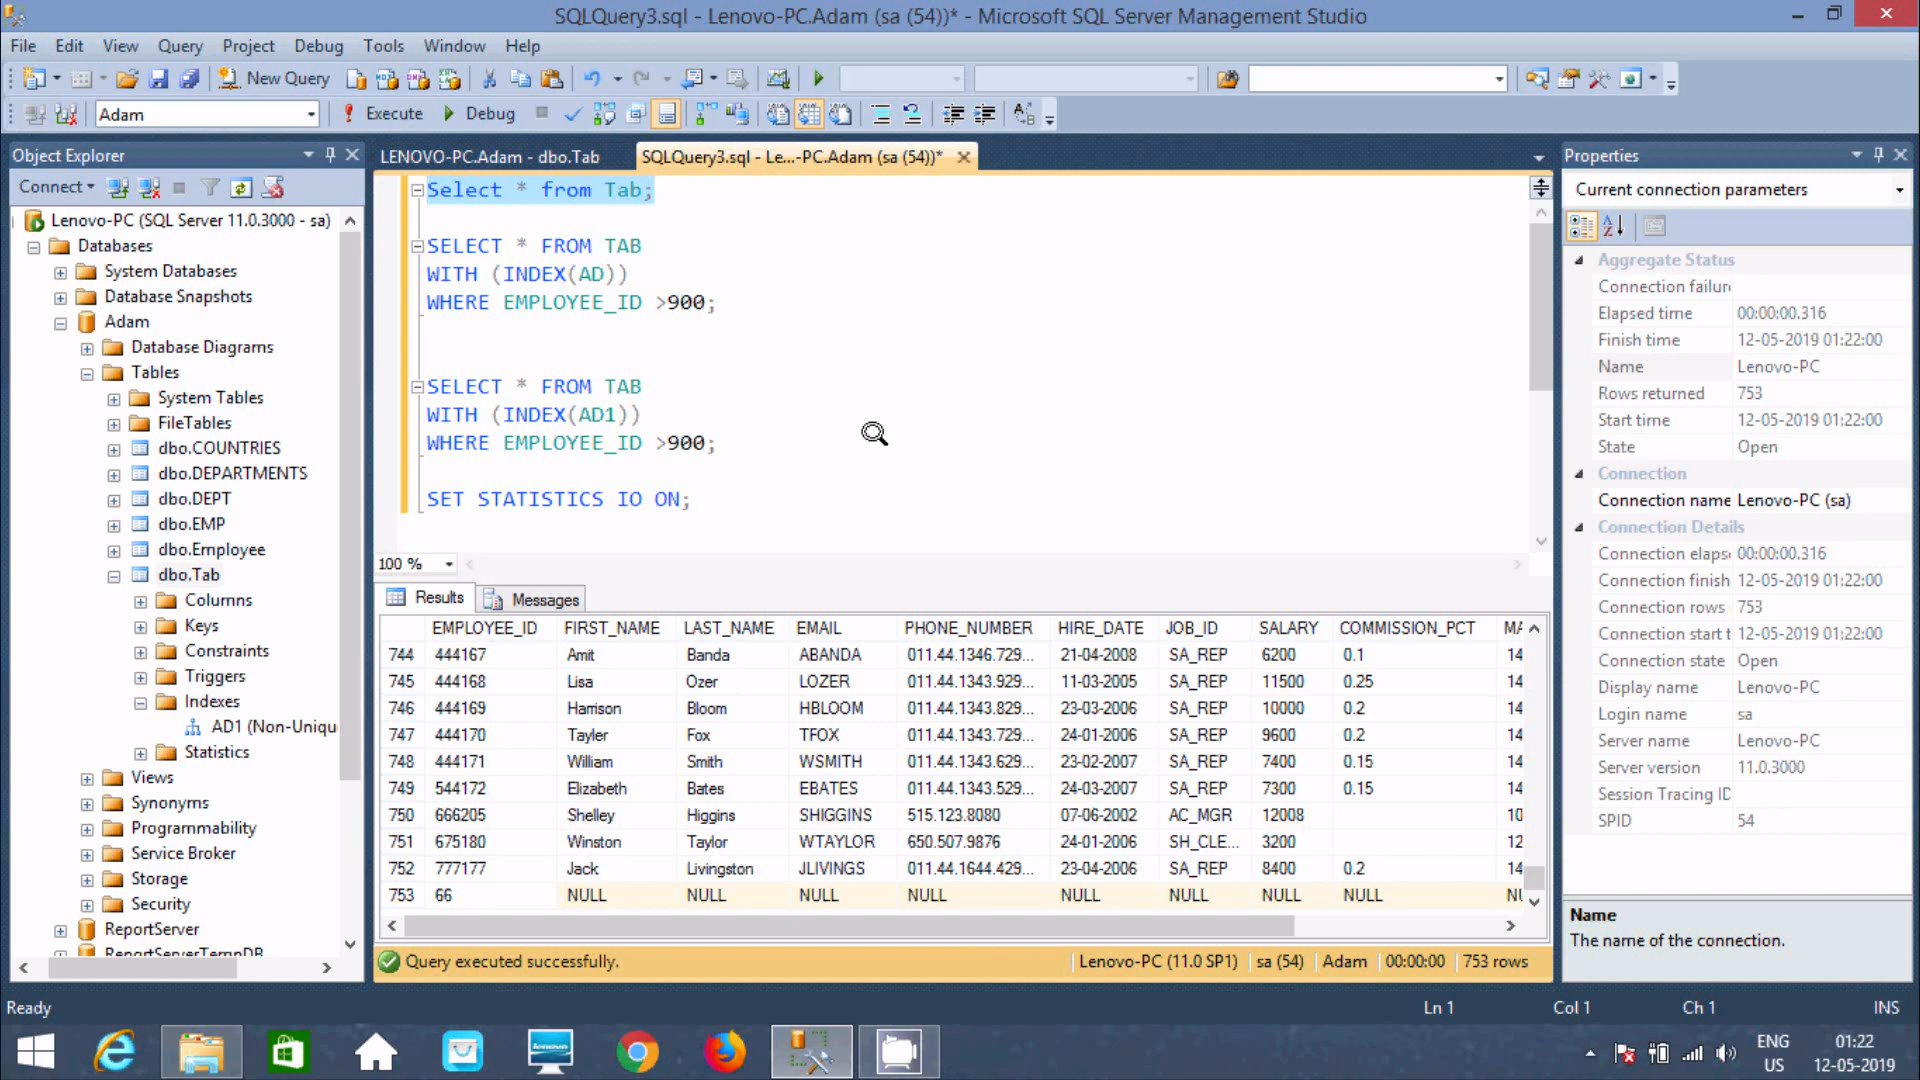 SQLQuery3.sql - Lenovo-PC.Adam (sa (54))* - Microsoft SQL Server Management Studio
File Edit View Query Project Debug Tools Window Help
New Query
Adam Execute Debug
Object Explorer
Connect
Lenovo-PC (SQL Server 11.0.3000 - sa)
Databases
System Databases
Database Snapshots
Adam
Database Diagrams
Tables
System Tables
FileTables
dbo.COUNTRIES
dbo.DEPARTMENTS
dbo.DEPT
dbo.EMP
dbo.Employee
dbo.Tab
Columns
Keys
Constraints
Triggers
Indexes
AD1 (Non-Uniqu
Statistics
Views
Synonyms
Programmability
Service Broker
Storage
Security
ReportServer
ReportServerTempDB
LENOVO-PC.Adam - dbo.Tab
SQLQuery3.sql - Le...-PC.Adam (sa (54))*
Select * from Tab;
SELECT * FROM TAB
WITH (INDEX(AD))
WHERE EMPLOYEE_ID >900;
SELECT * FROM TAB
WITH (INDEX(AD1))
WHERE EMPLOYEE_ID >900;
SET STATISTICS IO ON;
100 %
Results Messages
EMPLOYEE_ID FIRST_NAME LAST_NAME EMAIL PHONE_NUMBER HIRE_DATE JOB_ID SALARY COMMISSION_PCT MA
744 444167 Amit Banda ABANDA 011.44.1346.729... 21-04-2008 SA_REP 6200 0.1 14
745 444168 Lisa Ozer LOZER 011.44.1343.929... 11-03-2005 SA_REP 11500 0.25 14
746 444169 Harrison Bloom HBLOOM 011.44.1343.829... 23-03-2006 SA_REP 10000 0.2 14
747 444170 Tayler Fox TFOX 011.44.1343.729... 24-01-2006 SA_REP 9600 0.2 14
748 444171 William Smith WSMITH 011.44.1343.629... 23-02-2007 SA_REP 7400 0.15 14
749 544172 Elizabeth Bates EBATES 011.44.1343.529... 24-03-2007 SA_REP 7300 0.15 14
750 666205 Shelley Higgins SHIGGINS 515.123.8080 07-06-2002 AC_MGR 12008 10
751 675180 Winston Taylor WTAYLOR 650.507.9876 24-01-2006 SH_CLE... 3200 12
752 777177 Jack Livingston JLIVINGS 011.44.1644.429... 23-04-2006 SA_REP 8400 0.2 14
753 66 NULL NULL NULL NULL NULL NULL NULL NULL NU
Query executed successfully. Lenovo-PC (11.0 SP1) sa (54) Adam 00:00:00 753 rows
Properties
Current connection parameters
Aggregate Status
Connection failure
Elapsed time 00:00:00.316
Finish time 12-05-2019 01:22:00
Name Lenovo-PC
Rows returned 753
Start time 12-05-2019 01:22:00
State Open
Connection
Connection name Lenovo-PC (sa)
Connection Details
Connection elaps 00:00:00.316
Connection finish 12-05-2019 01:22:00
Connection rows 753
Connection start t 12-05-2019 01:22:00
Connection state Open
Display name Lenovo-PC
Login name sa
Server name Lenovo-PC
Server version 11.0.3000
Session Tracing ID
SPID 54
Name
The name of the connection.
Ready Ln 1 Col 1 Ch 1 INS
ENG
US
01:22
12-05-2019